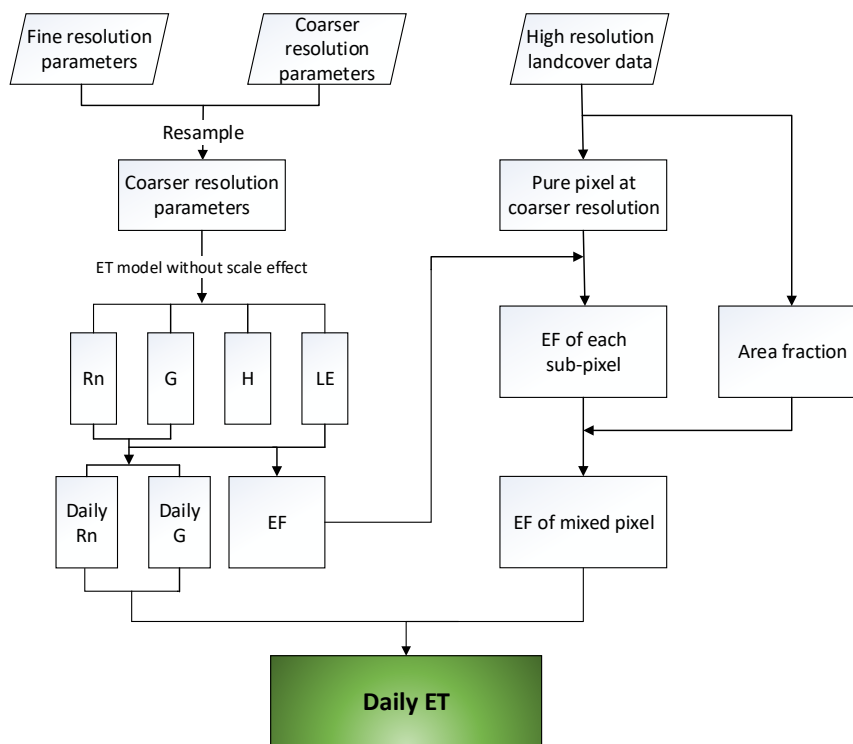 Fine resolution
parameters
Coarser
resolution
parameters
High resolution
landcover data
Resample
Coarser resolution
parameters
Pure pixel at
coarser resolution
ET model without scale effect
Rn
G
H
LE
EF of each
sub-pixel
Area fraction
Daily
Rn
Daily
G
EF
EF of mixed pixel
Daily ET